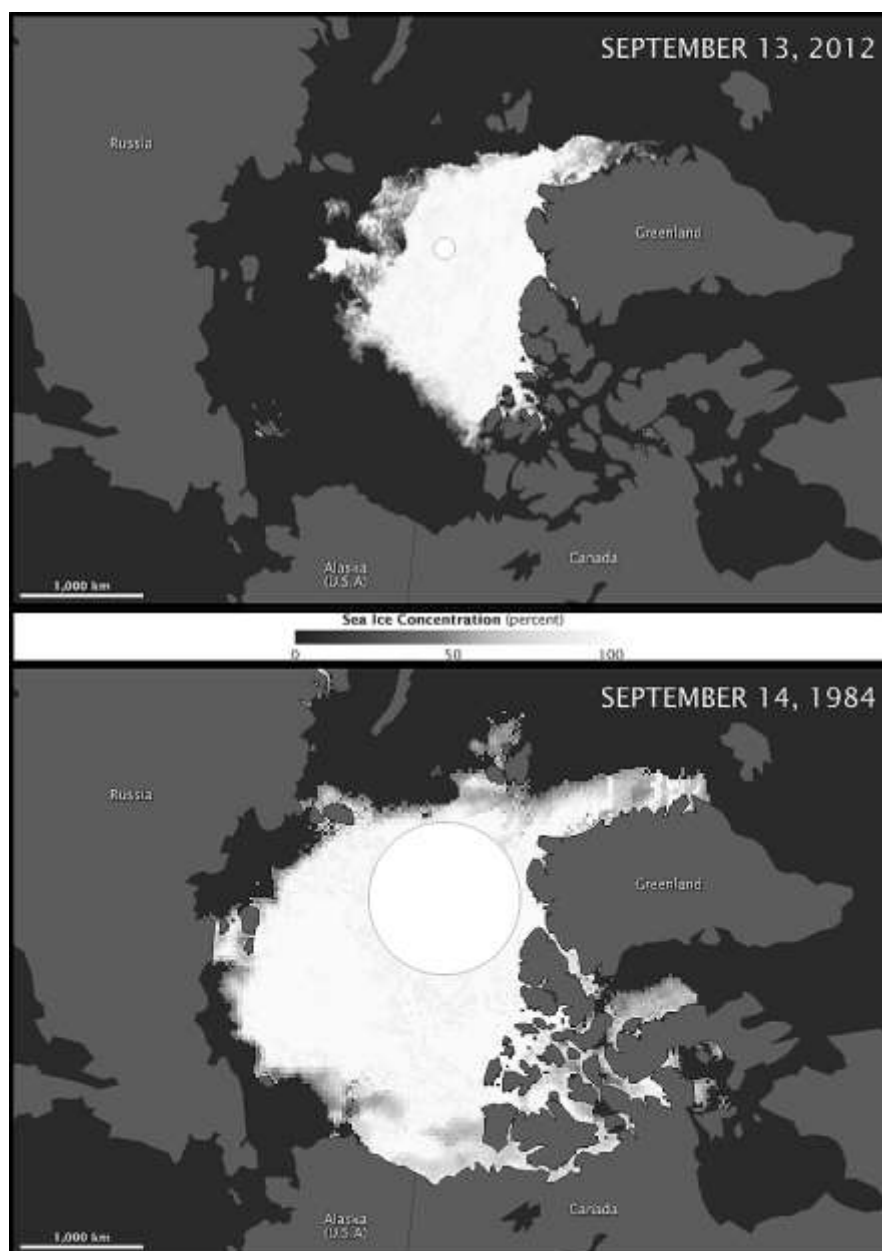 SEPTEMBER 13, 2012
Russia
Greenland
Alaska
(U.S.A)
Canada
1,000 km
Sea Ice Concentration (percent)
0 50 100
SEPTEMBER 14, 1984
Russia
Greenland
Alaska
(U.S.A)
Canada
1,000 km